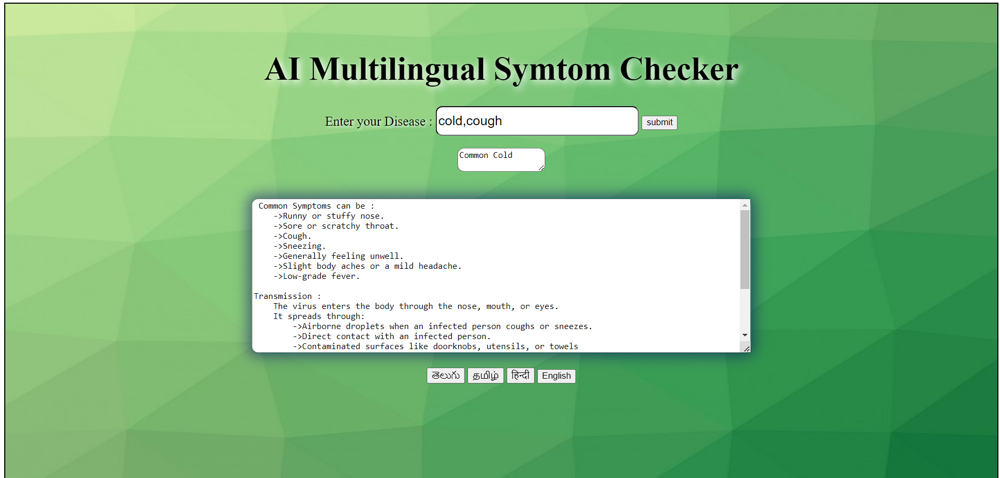 AI Multilingual Symtom Checker
Enter your Disease : cold,cough submit
Common Cold
Common Symptoms can be :
->Runny or stuffy nose.
->Sore or scratchy throat.
->Cough.
->Sneezing.
->Generally feeling unwell.
->Slight body aches or a mild headache.
->Low-grade fever.
Transmission :
The virus enters the body through the nose, mouth, or eyes.
It spreads through:
->Airborne droplets when an infected person coughs or sneezes.
->Direct contact with an infected person.
->Contaminated surfaces like doorknobs, utensils, or towels
తెలుగు தமிழ் हिन्दी English